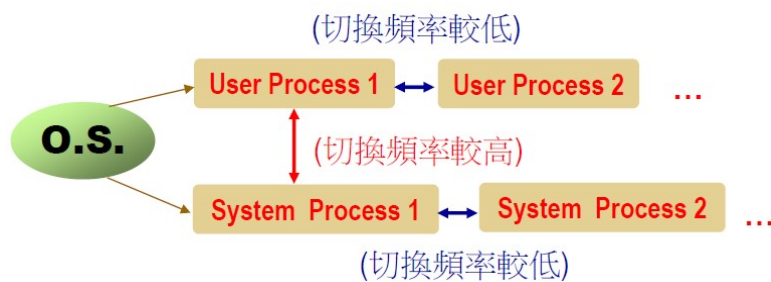 (切換頻率較低)
User Process 1 User Process 2 ...
O.S.
(切換頻率較高)
System Process 1 System Process 2 ...
(切換頻率較低)